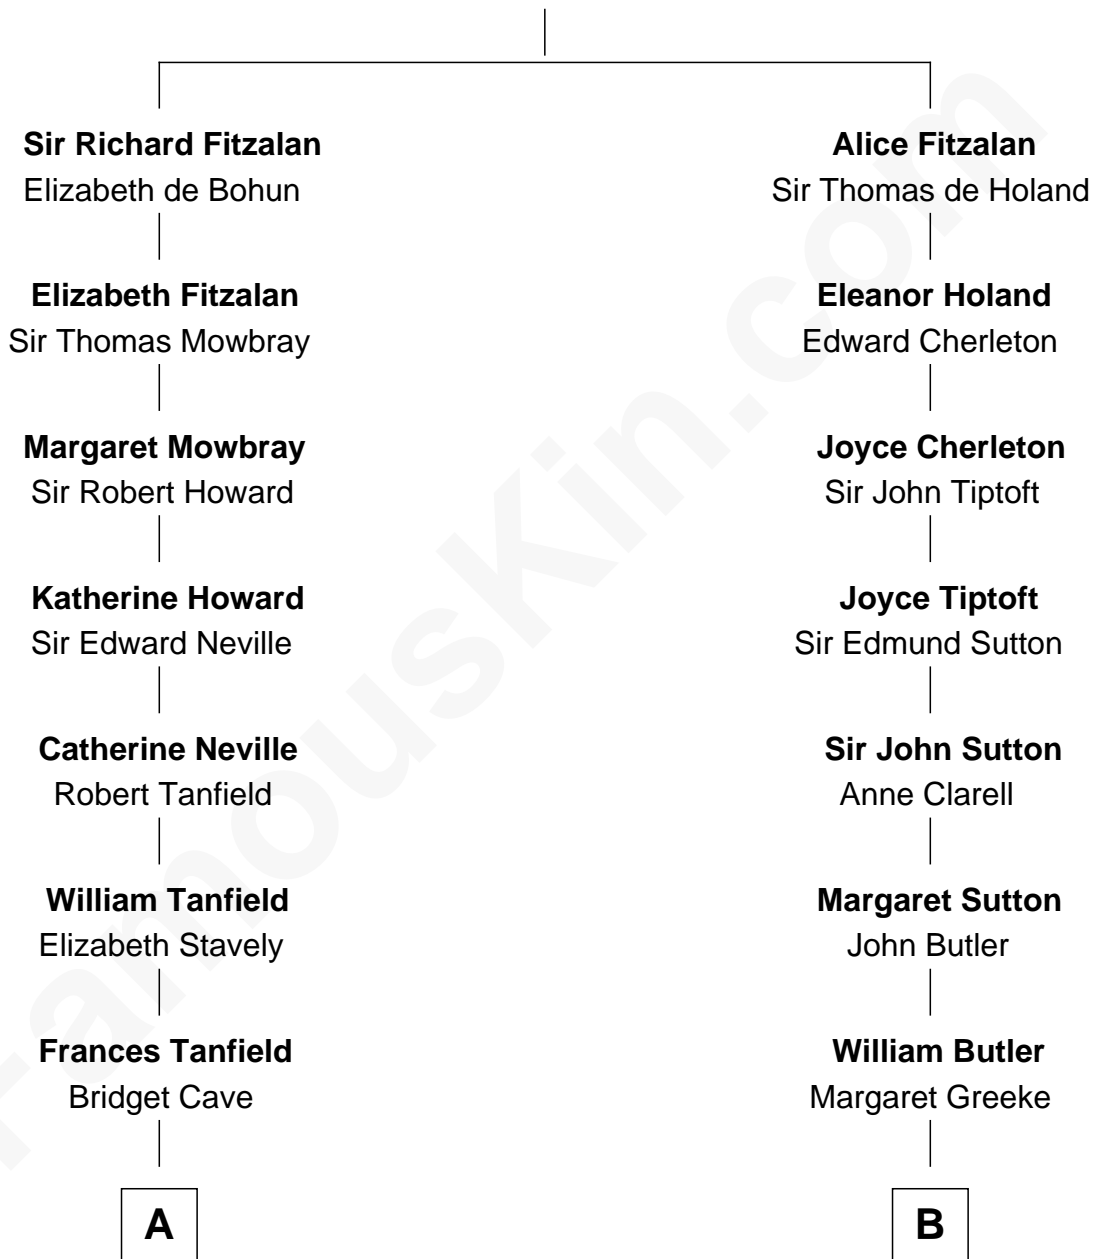 Sir Richard Fitzalan
Elizabeth de Bohun
Elizabeth Fitzalan
Sir Thomas Mowbray
Margaret Mowbray
Sir Robert Howard
Katherine Howard
Sir Edward Neville
Catherine Neville
Robert Tanfield
William Tanfield
Elizabeth Stavely
Frances Tanfield
Bridget Cave
A
Alice Fitzalan
Sir Thomas de Holand
Eleanor Holand
Edward Cherleton
Joyce Cherleton
Sir John Tiptoft
Joyce Tiptoft
Sir Edmund Sutton
Sir John Sutton
Anne Clarell
Margaret Sutton
John Butler
William Butler
Margaret Greeke
B
FamousKin.com